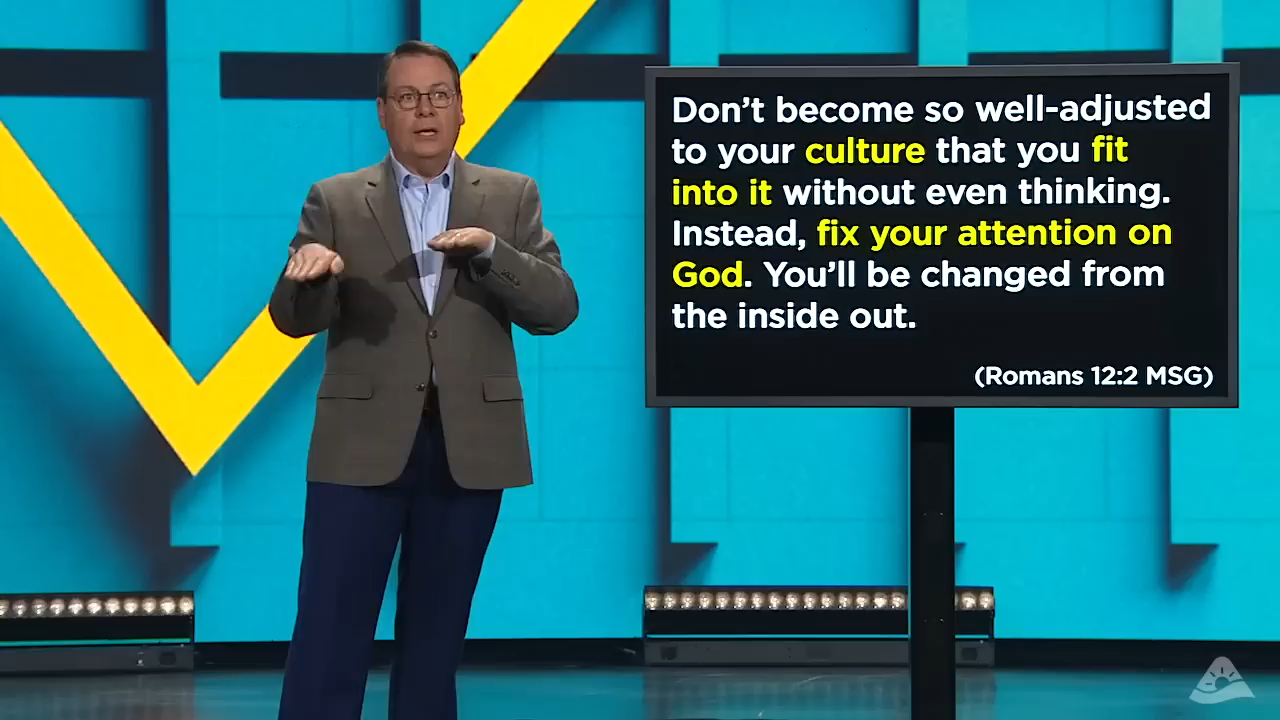 Don't become so well-adjusted
to your culture that you fit
into it without even thinking.
Instead, fix your attention on
God. You'll be changed from
the inside out.
(Romans 12:2 MSG)